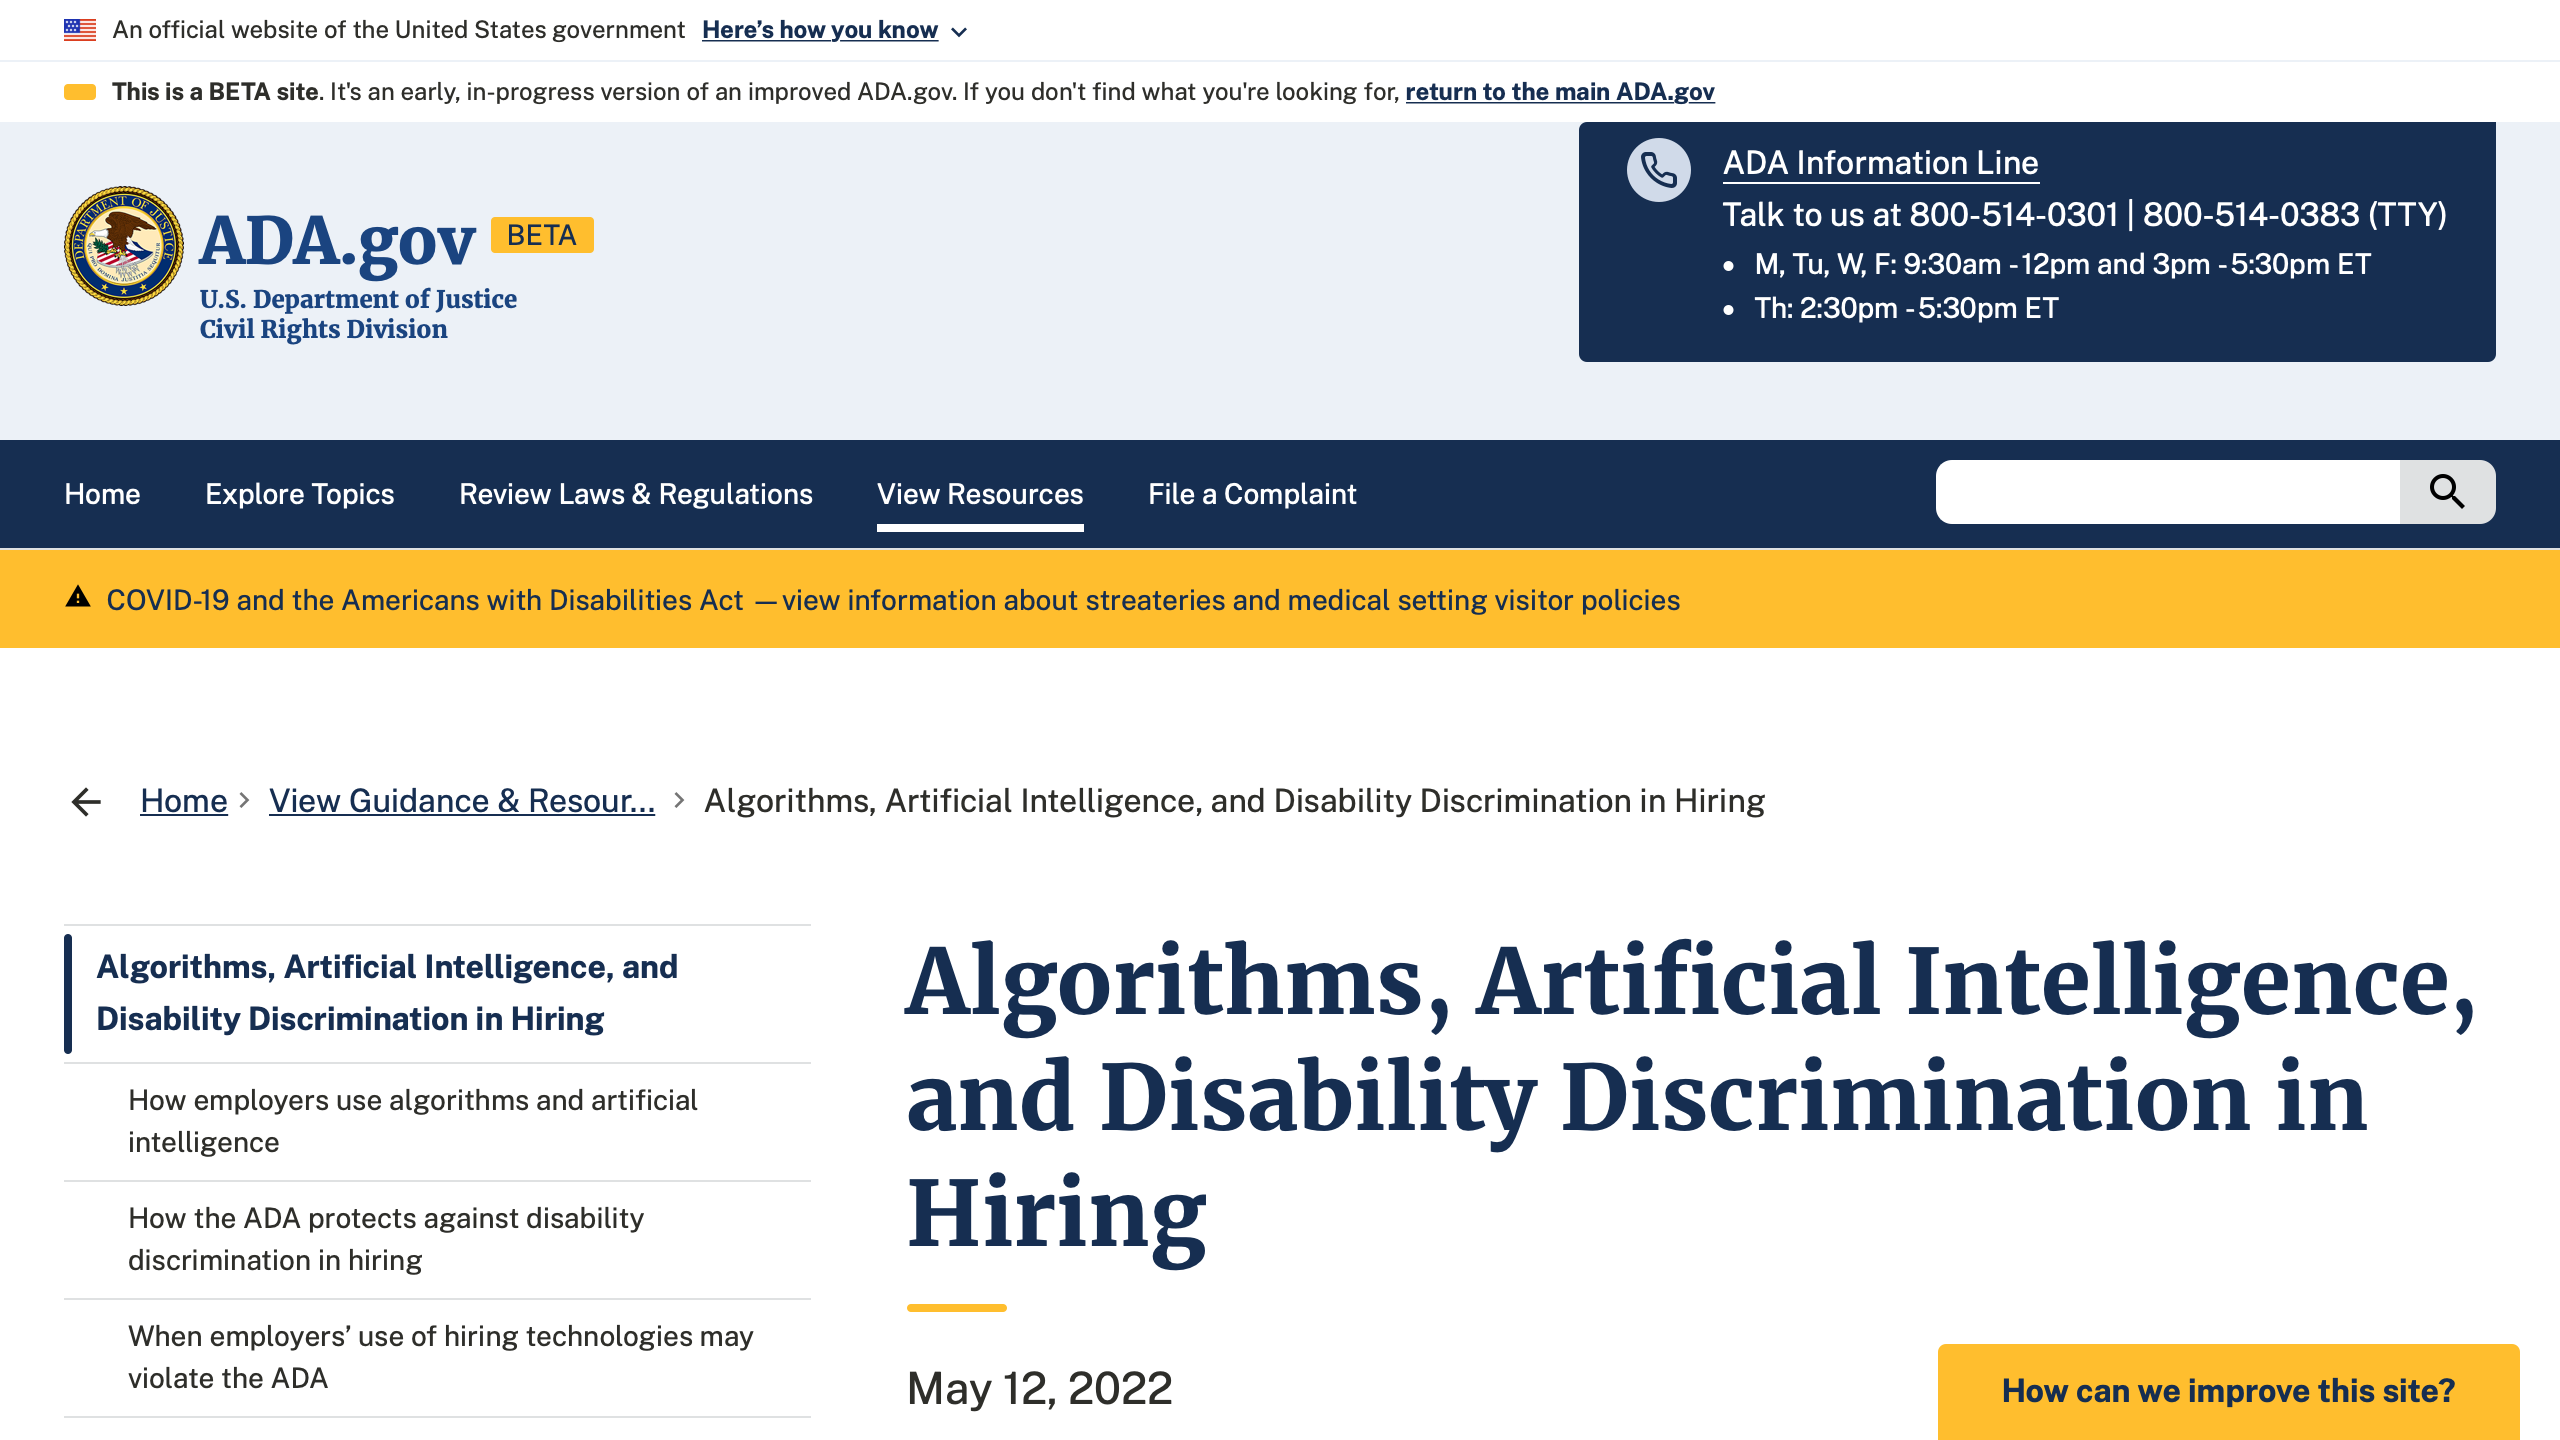 An official website of the United States government Here’s how you know
This is a BETA site. It's an early, in-progress version of an improved ADA.gov. If you don't find what you're looking for, return to the main ADA.gov
ADA.gov BETA
U.S. Department of Justice
Civil Rights Division
ADA Information Line
Talk to us at 800-514-0301 | 800-514-0383 (TTY)
• M, Tu, W, F: 9:30am - 12pm and 3pm - 5:30pm ET
• Th: 2:30pm - 5:30pm ET
Home Explore Topics Review Laws & Regulations View Resources File a Complaint
COVID-19 and the Americans with Disabilities Act — view information about streateries and medical setting visitor policies
Home > View Guidance & Resour... > Algorithms, Artificial Intelligence, and Disability Discrimination in Hiring
Algorithms, Artificial Intelligence, and
Disability Discrimination in Hiring
How employers use algorithms and artificial
intelligence
How the ADA protects against disability
discrimination in hiring
When employers’ use of hiring technologies may
violate the ADA
Algorithms, Artificial Intelligence,
and Disability Discrimination in
Hiring
May 12, 2022
How can we improve this site?